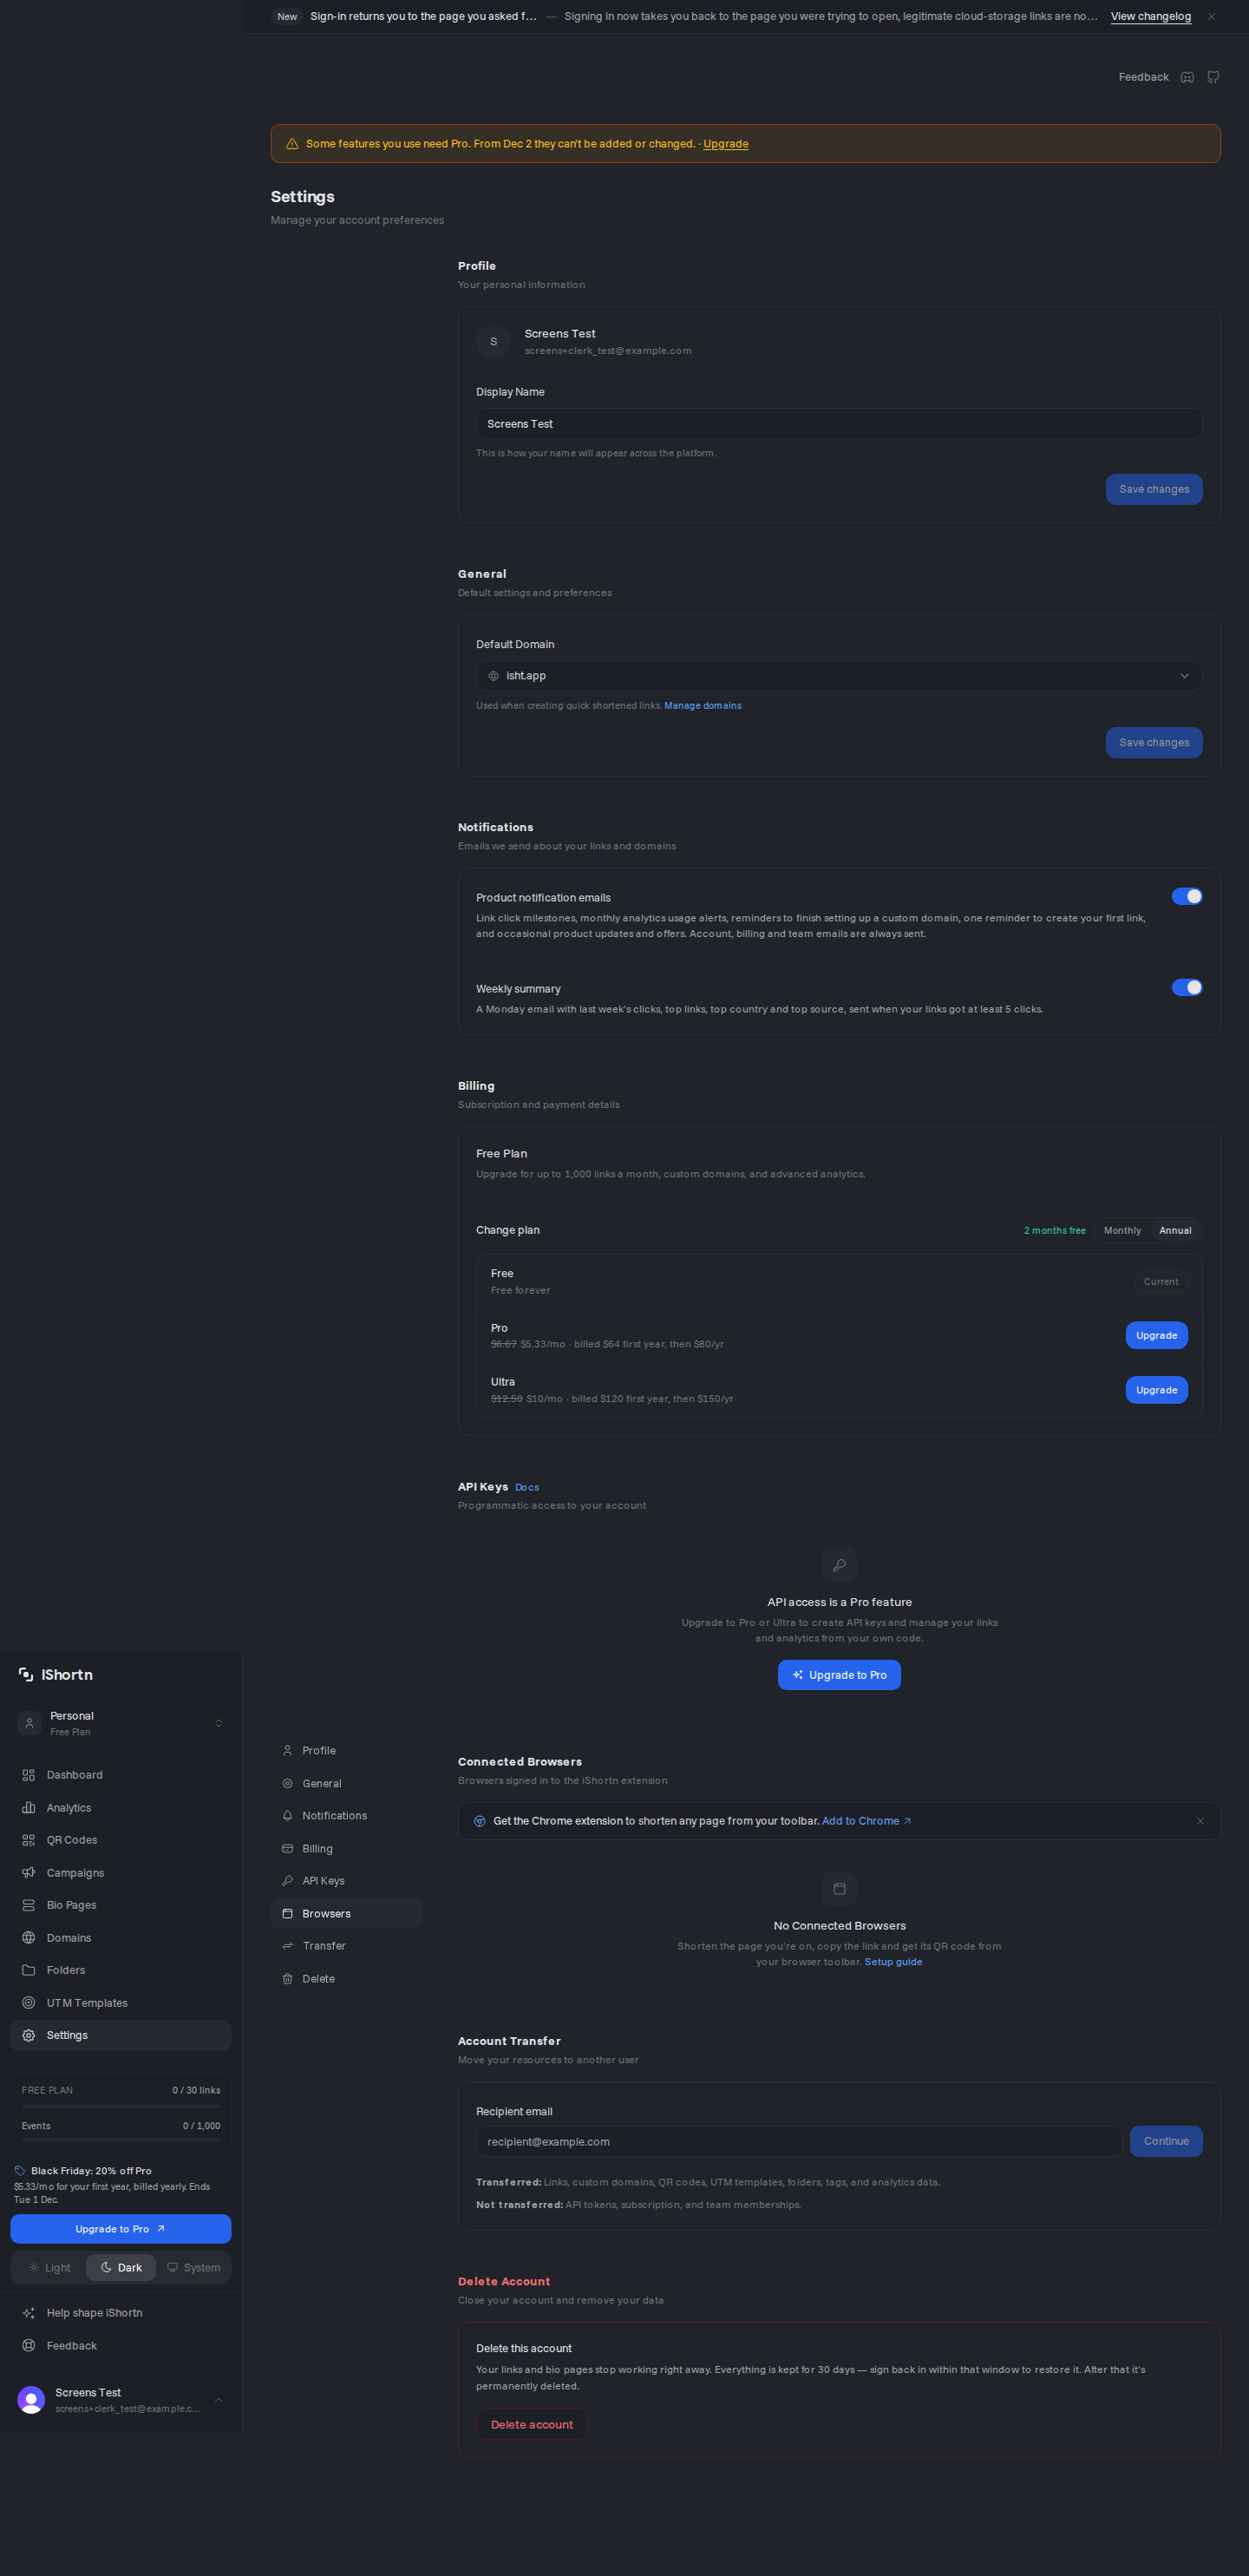 New Sign-in returns you to the page you asked f... — Signing in now takes you back to the page you were trying to open, legitimate cloud-storage links are no... View changelog
Feedback
Some features you use need Pro. From Dec 2 they can't be added or changed. · Upgrade
Settings
Manage your account preferences
Profile
Your personal information
S
Screens Test
screens+clerk_test@example.com
Display Name
Screens Test
This is how your name will appear across the platform.
Save changes
General
Default settings and preferences
Default Domain
isht.app
Used when creating quick shortened links. Manage domains
Save changes
Notifications
Emails we send about your links and domains
Product notification emails
Link click milestones, monthly analytics usage alerts, reminders to finish setting up a custom domain, one reminder to create your first link,
and occasional product updates and offers. Account, billing and team emails are always sent.
Weekly summary
A Monday email with last week's clicks, top links, top country and top source, sent when your links got at least 5 clicks.
Billing
Subscription and payment details
Free Plan
Upgrade for up to 1,000 links a month, custom domains, and advanced analytics.
Change plan
2 months free Monthly Annual
Free
Free forever
Current
Pro
$6.67 $5.33/mo · billed $64 first year, then $80/yr
Upgrade
Ultra
$12.50 $10/mo · billed $120 first year, then $150/yr
Upgrade
API Keys Docs
Programmatic access to your account
API access is a Pro feature
Upgrade to Pro or Ultra to create API keys and manage your links
and analytics from your own code.
Upgrade to Pro
iShortn
Personal
Free Plan
Dashboard
Analytics
QR Codes
Campaigns
Bio Pages
Domains
Folders
UTM Templates
Settings
FREE PLAN 0 / 30 links
Events 0 / 1,000
Black Friday: 20% off Pro
$5.33/mo for your first year, billed yearly. Ends
Tue 1 Dec.
Upgrade to Pro
Light Dark System
Help shape iShortn
Feedback
Screens Test
screens+clerk_test@example.c...
Profile
General
Notifications
Billing
API Keys
Browsers
Transfer
Delete
Connected Browsers
Browsers signed in to the iShortn extension
Get the Chrome extension to shorten any page from your toolbar. Add to Chrome
No Connected Browsers
Shorten the page you're on, copy the link and get its QR code from
your browser toolbar. Setup guide
Account Transfer
Move your resources to another user
Recipient email
recipient@example.com
Continue
Transferred: Links, custom domains, QR codes, UTM templates, folders, tags, and analytics data.
Not transferred: API tokens, subscription, and team memberships.
Delete Account
Close your account and remove your data
Delete this account
Your links and bio pages stop working right away. Everything is kept for 30 days — sign back in within that window to restore it. After that it's
permanently deleted.
Delete account